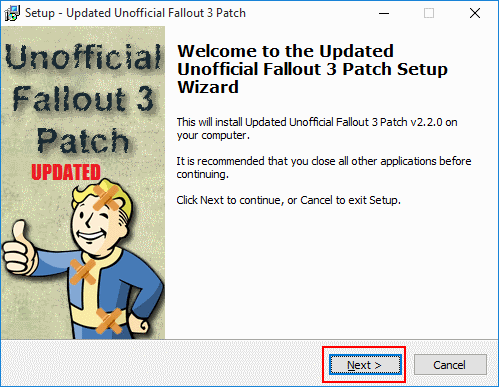 Setup - Updated Unofficial Fallout 3 Patch
Unofficial
Fallout 3
Patch
UPDATED
Welcome to the Updated
Unofficial Fallout 3 Patch Setup
Wizard
This will install Updated Unofficial Fallout 3 Patch v2.2.0 on
your computer.
It is recommended that you close all other applications before
continuing.
Click Next to continue, or Cancel to exit Setup.
Next >
Cancel